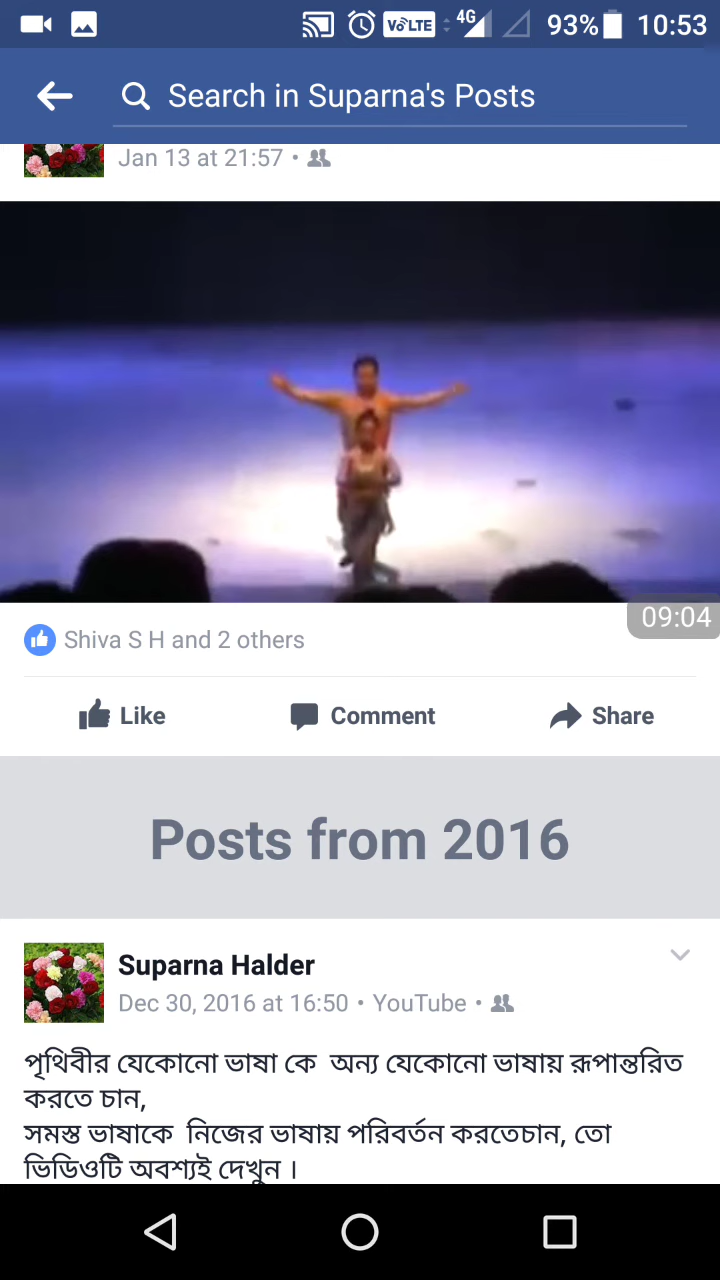 VoLTE 4G 93% 10:53
Search in Suparna's Posts
Jan 13 at 21:57 •
09:04
Shiva S H and 2 others
Like Comment Share
Posts from 2016
Suparna Halder
Dec 30, 2016 at 16:50 • YouTube •
পৃথিবীর যেকোনো ভাষা কে অন্য যেকোনো ভাষায় রূপান্তরিত
করতে চান,
সমস্ত ভাষাকে নিজের ভাষায় পরিবর্তন করতেচান, তো
ভিডিওটি অবশ্যই দেখুন ।